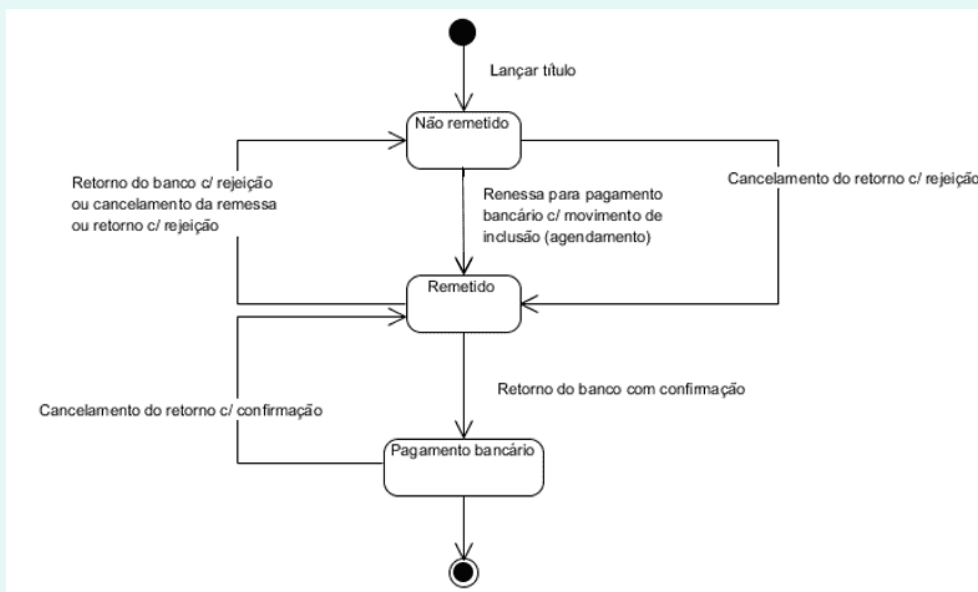 Lançar título
Não remetido
Retorno do banco c/ rejeição
ou cancelamento da remessa
ou retorno c/ rejeição
Renessa para pagamento
bancário c/ movimento de
inclusão (agendamento)
Cancelamento do retorno c/ rejeição
Remetido
Retorno do banco com confirmação
Cancelamento do retorno c/ confirmação
Pagamento bancário